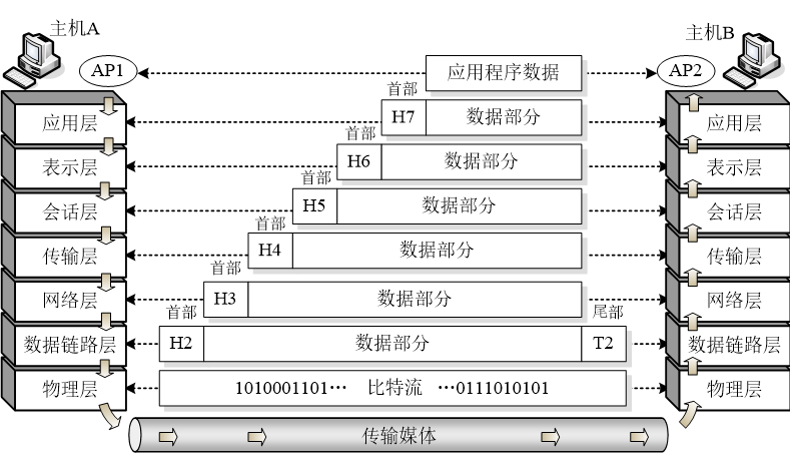 主机A
主机B
AP1
应用程序数据
AP2
首部
应用层
H7
数据部分
应用层
首部
表示层
H6
数据部分
表示层
首部
会话层
H5
数据部分
会话层
首部
传输层
H4
数据部分
传输层
首部
网络层
H3
数据部分
网络层
首部
尾部
数据链路层
H2
数据部分
T2
数据链路层
物理层
1010001101… 比特流 …0111010101
物理层
传输媒体